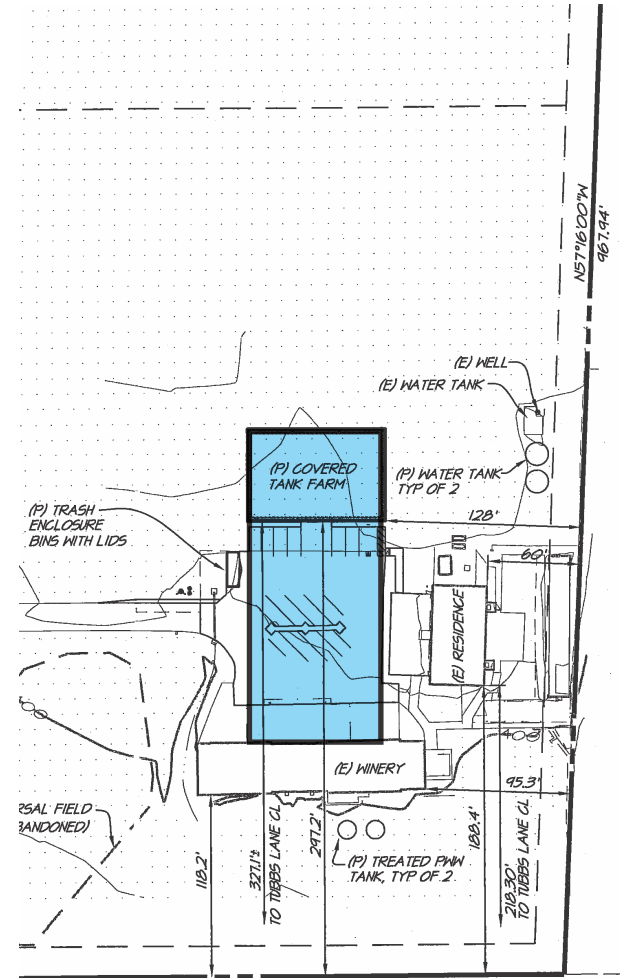 N57°16'00"W
967.94'
(E) WELL
(E) WATER TANK
(P) COVERED
TANK FARM
(P) WATER TANK
TYP OF 2
(P) TRASH
ENCLOSURE
BINS WITH LIDS
128'
60'
(E) RESIDENCE
(E) WINERY
95.3'
RSAL FIELD
BANDONED)
118.2'
327.1'±
TO TUBBS LANE CL
297.2'
188.4'
218.30'
TO TUBBS LANE CL
(P) TREATED PWW
TANK, TYP OF 2